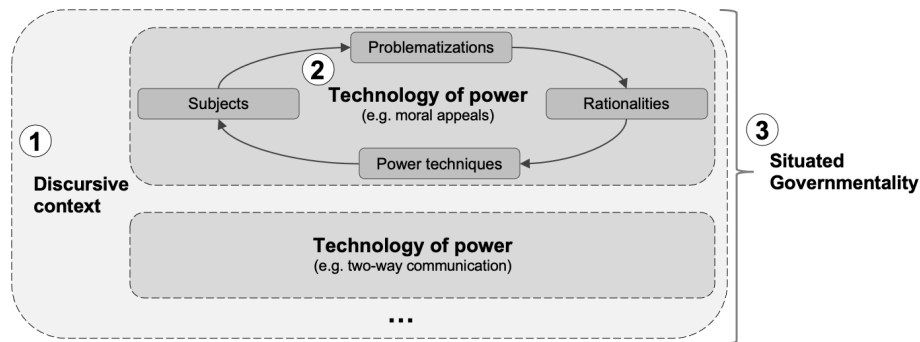 Problematizations
2
Subjects
Technology of power
(e.g. moral appeals)
Rationalities
Power techniques
1
Discursive
context
3
Situated
Governmentality
Technology of power
(e.g. two-way communication)
...